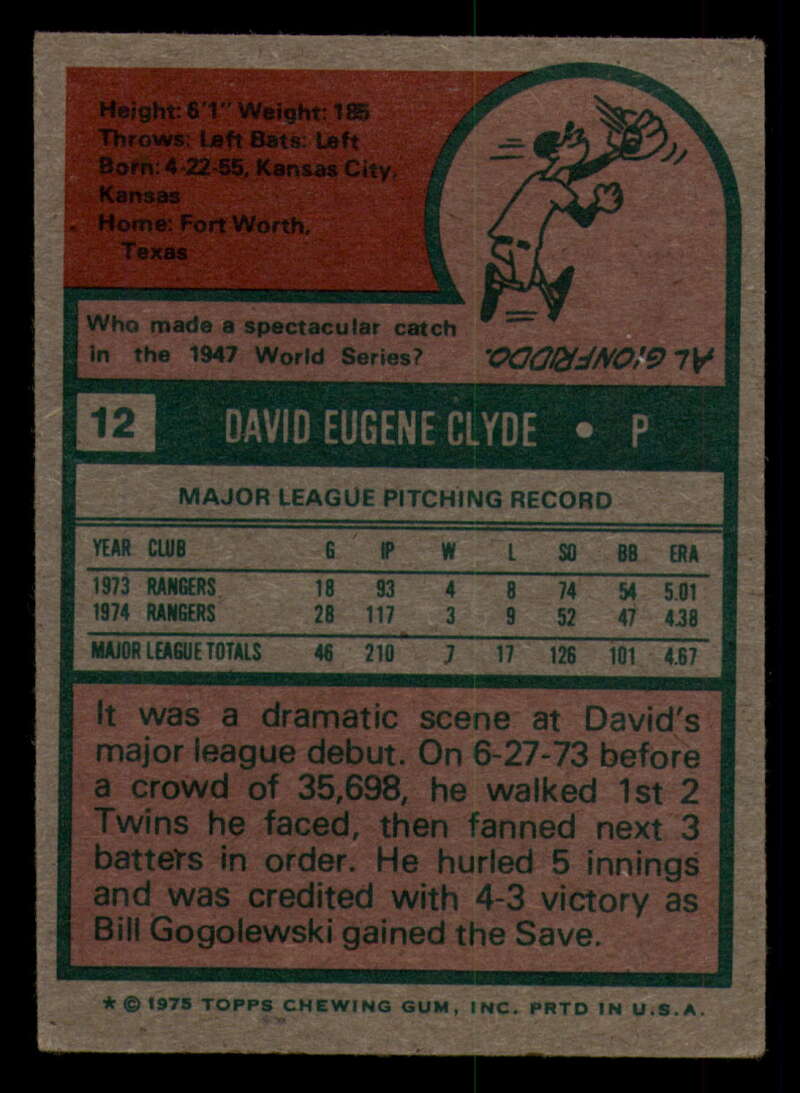 Height: 6'1" Weight: 185
Throws: Left Bats: Left
Born: 4-22-55, Kansas City,
Kansas
Home: Fort Worth,
Texas
Who made a spectacular catch
in the 1947 World Series?
AL GIONFRIDDO.
12 DAVID EUGENE CLYDE • P
MAJOR LEAGUE PITCHING RECORD
YEAR CLUB G IP W L SO BB ERA
1973 RANGERS 18 93 4 8 74 54 5.01
1974 RANGERS 28 117 3 9 52 47 4.38
MAJOR LEAGUE TOTALS 46 210 7 17 126 101 4.67
It was a dramatic scene at David's
major league debut. On 6-27-73 before
a crowd of 35,698, he walked 1st 2
Twins he faced, then fanned next 3
batters in order. He hurled 5 innings
and was credited with 4-3 victory as
Bill Gogolewski gained the Save.
* © 1975 TOPPS CHEWING GUM, INC. PRTD IN U.S.A.